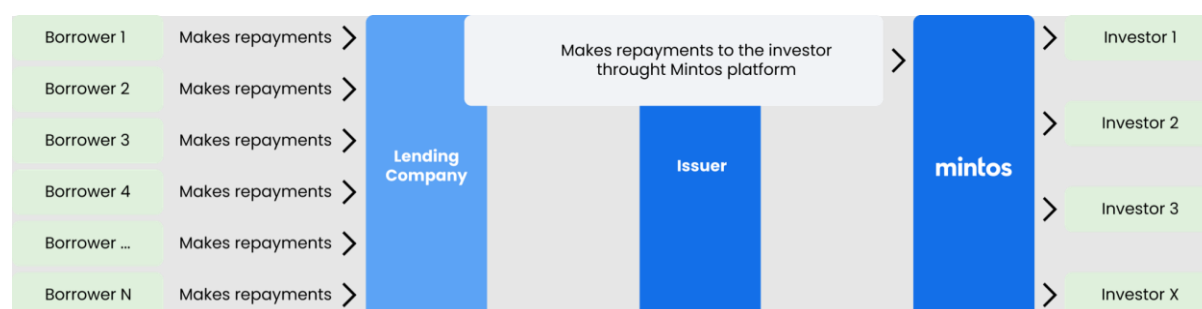 Borrower 1 Makes repayments
Borrower 2 Makes repayments
Borrower 3 Makes repayments
Borrower 4 Makes repayments
Borrower ... Makes repayments
Borrower N Makes repayments
Lending
Company
Makes repayments to the investor
throught Mintos platform
Issuer
mintos
Investor 1
Investor 2
Investor 3
Investor X